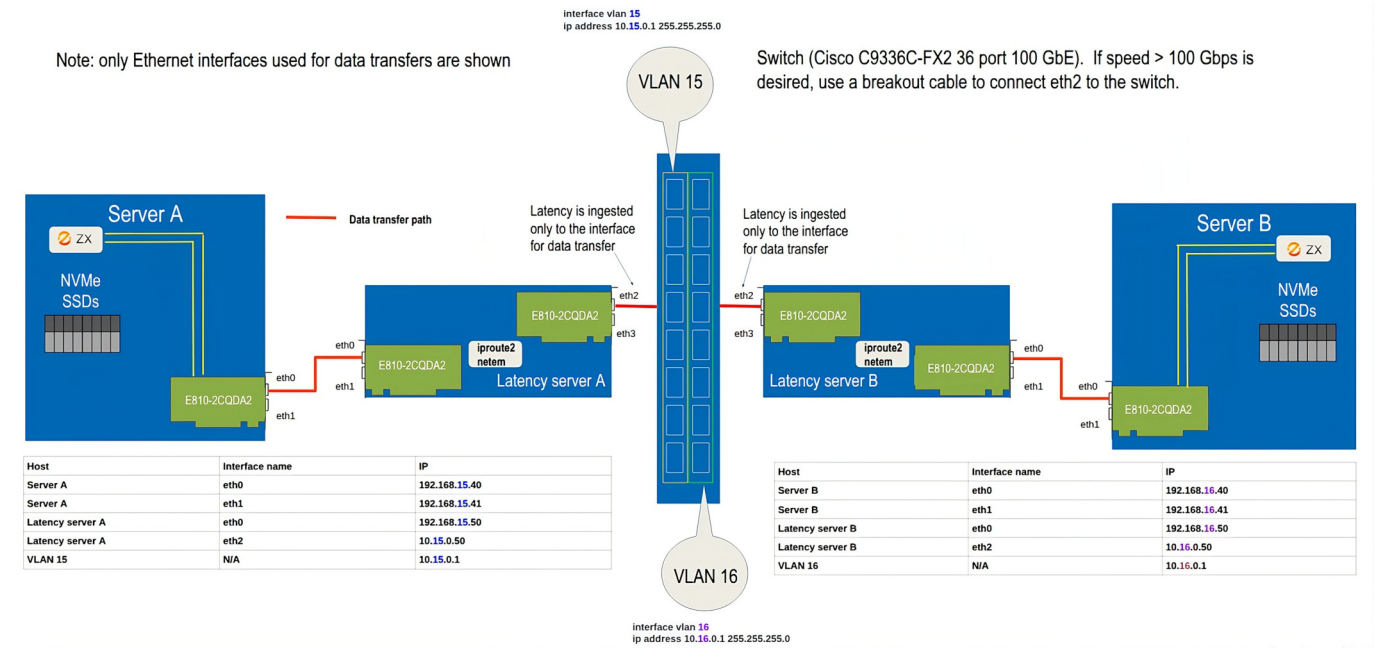 interface vlan 15
ip address 10.15.0.1 255.255.255.0
Note: only Ethernet interfaces used for data transfers are shown
VLAN 15
Switch (Cisco C9336C-FX2 36 port 100 GbE). If speed > 100 Gbps is
desired, use a breakout cable to connect eth2 to the switch.
Server A
ZX
NVMe
SSDs
E810-2CQDA2
eth0
eth1
Data transfer path
Latency is ingested
only to the interface
for data transfer
eth0
eth1
E810-2CQDA2
iproute2
netem
E810-2CQDA2
Latency server A
eth2
eth3
Latency is ingested
only to the interface
for data transfer
eth2
eth3
E810-2CQDA2
iproute2
netem
E810-2CQDA2
Latency server B
eth0
eth1
Server B
ZX
NVMe
SSDs
eth0
eth1
E810-2CQDA2
Host Interface name IP
Server A eth0 192.168.15.40
Server A eth1 192.168.15.41
Latency server A eth0 192.168.15.50
Latency server A eth2 10.15.0.50
VLAN 15 N/A 10.15.0.1
Host Interface name IP
Server B eth0 192.168.16.40
Server B eth1 192.168.16.41
Latency server B eth0 192.168.16.50
Latency server B eth2 10.16.0.50
VLAN 16 N/A 10.16.0.1
VLAN 16
interface vlan 16
ip address 10.16.0.1 255.255.255.0